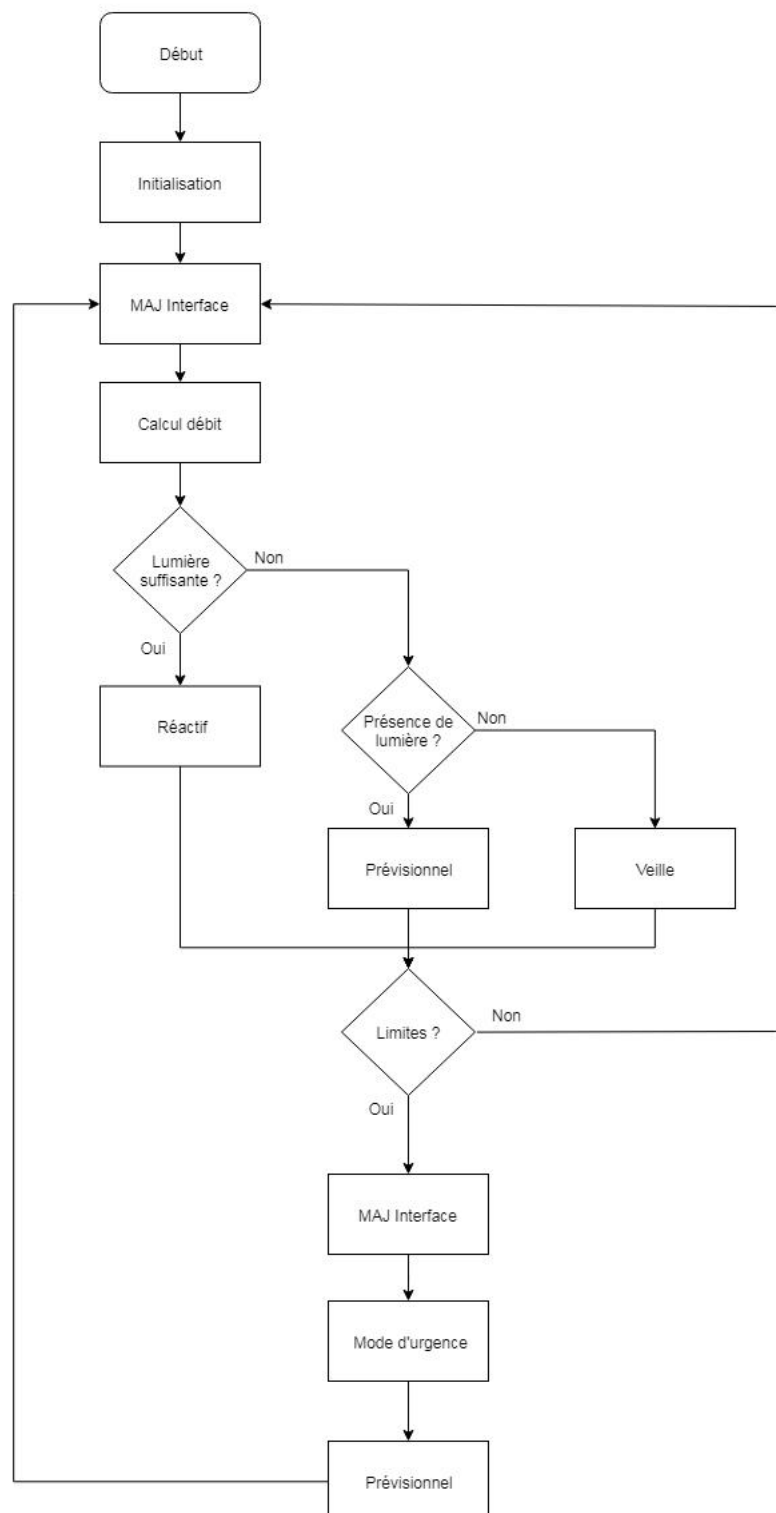 Début
Initialisation
MAJ Interface
Calcul débit
Lumière
suffisante ?
Non
Oui
Réactif
Présence de
lumière ?
Non
Oui
Prévisionnel
Veille
Limites ?
Non
Oui
MAJ Interface
Mode d'urgence
Prévisionnel